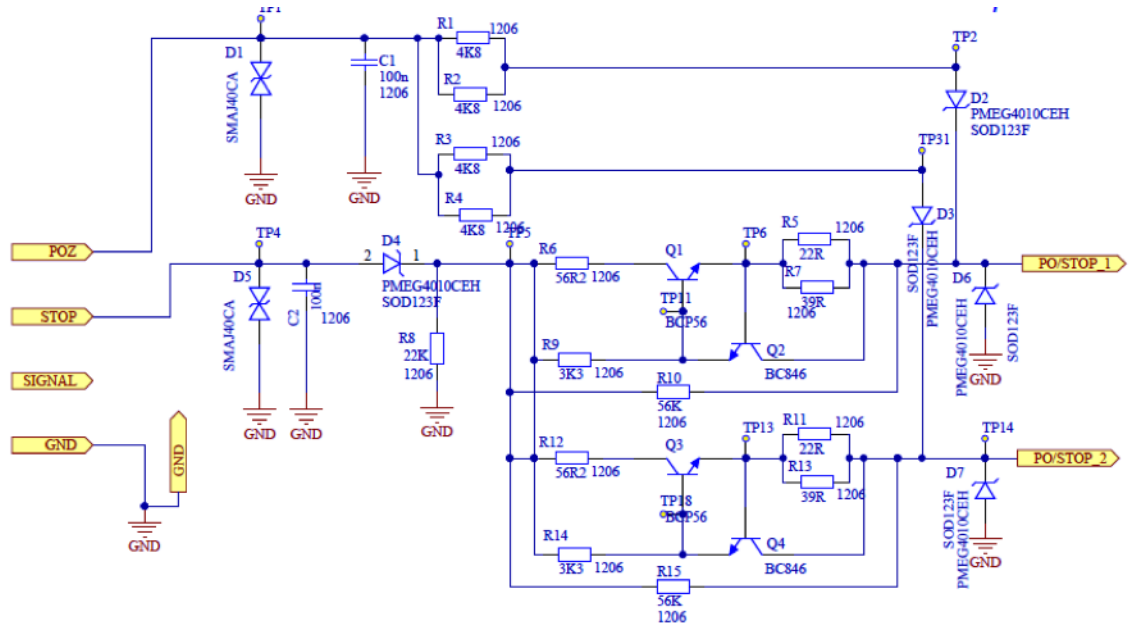 TP1
R1
1206
4K8
R2
1206
4K8
D1
SMAJ40CA
C1
100n
1206
GND
GND
TP2
D2
PMEG4010CEH
SOD123F
R3
1206
4K8
R4
1206
4K8
TP31
D3
SOD123F
PMEG4010CEH
POZ
STOP
SIGNAL
GND
GND
GND
TP4
D5
SMAJ40CA
100n
C2
1206
GND
GND
D4
2
1
PMEG4010CEH
SOD123F
R8
22K
1206
GND
TP5
R6
56R2
1206
Q1
TP11
BCP56
TP6
R5
1206
22R
R7
39R
1206
R9
3K3
1206
Q2
BC846
R10
56K
1206
D6
PMEG4010CEH
SOD123F
GND
PO/STOP_1
R12
56R2
1206
Q3
TP18
BCP56
TP13
R11
1206
22R
R13
39R
1206
R14
3K3
1206
Q4
BC846
R15
56K
1206
TP14
D7
SOD123F
PMEG4010CEH
GND
PO/STOP_2